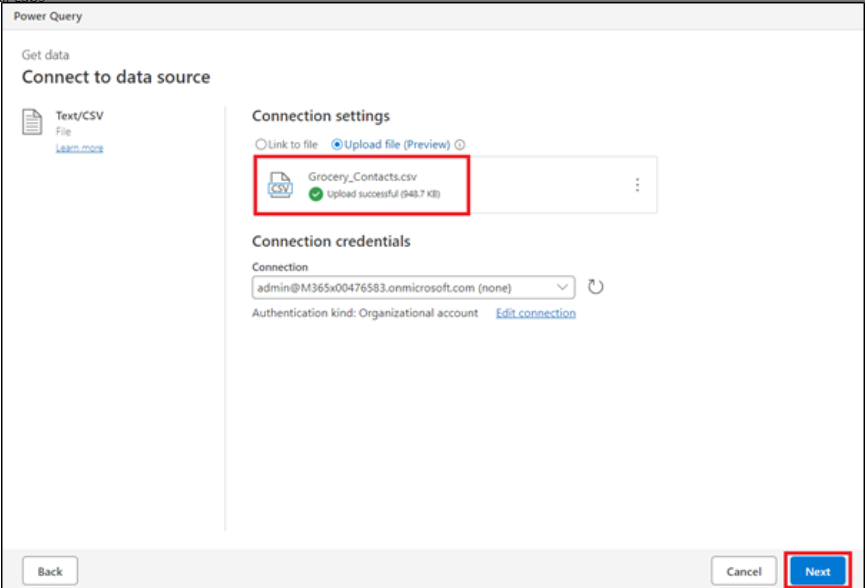 Power Query
Get data
Connect to data source
Text/CSV
File
Learn more
Connection settings
Link to file Upload file (Preview)
CSV
Grocery_Contacts.csv
Upload successful (948.7 KB)
Connection credentials
Connection
admin@M365x00476583.onmicrosoft.com (none)
Authentication kind: Organizational account Edit connection
Back Cancel Next